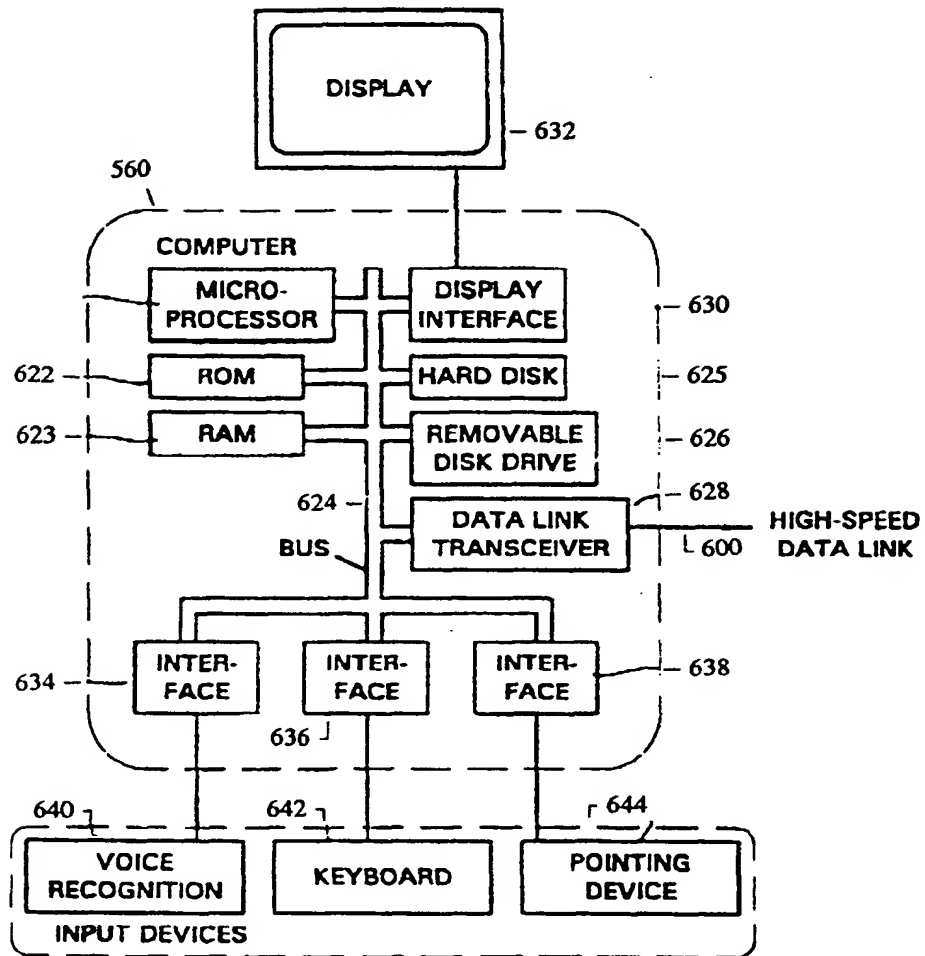 DISPLAY
632
560
COMPUTER
MICRO-
PROCESSOR
DISPLAY
INTERFACE
630
622
ROM
HARD DISK
625
623
RAM
REMOVABLE
DISK DRIVE
626
624
628
DATA LINK
TRANSCEIVER
600
HIGH-SPEED
DATA LINK
BUS
634
INTER-
FACE
636
INTER-
FACE
INTER-
FACE
638
640
642
644
VOICE
RECOGNITION
KEYBOARD
POINTING
DEVICE
INPUT DEVICES